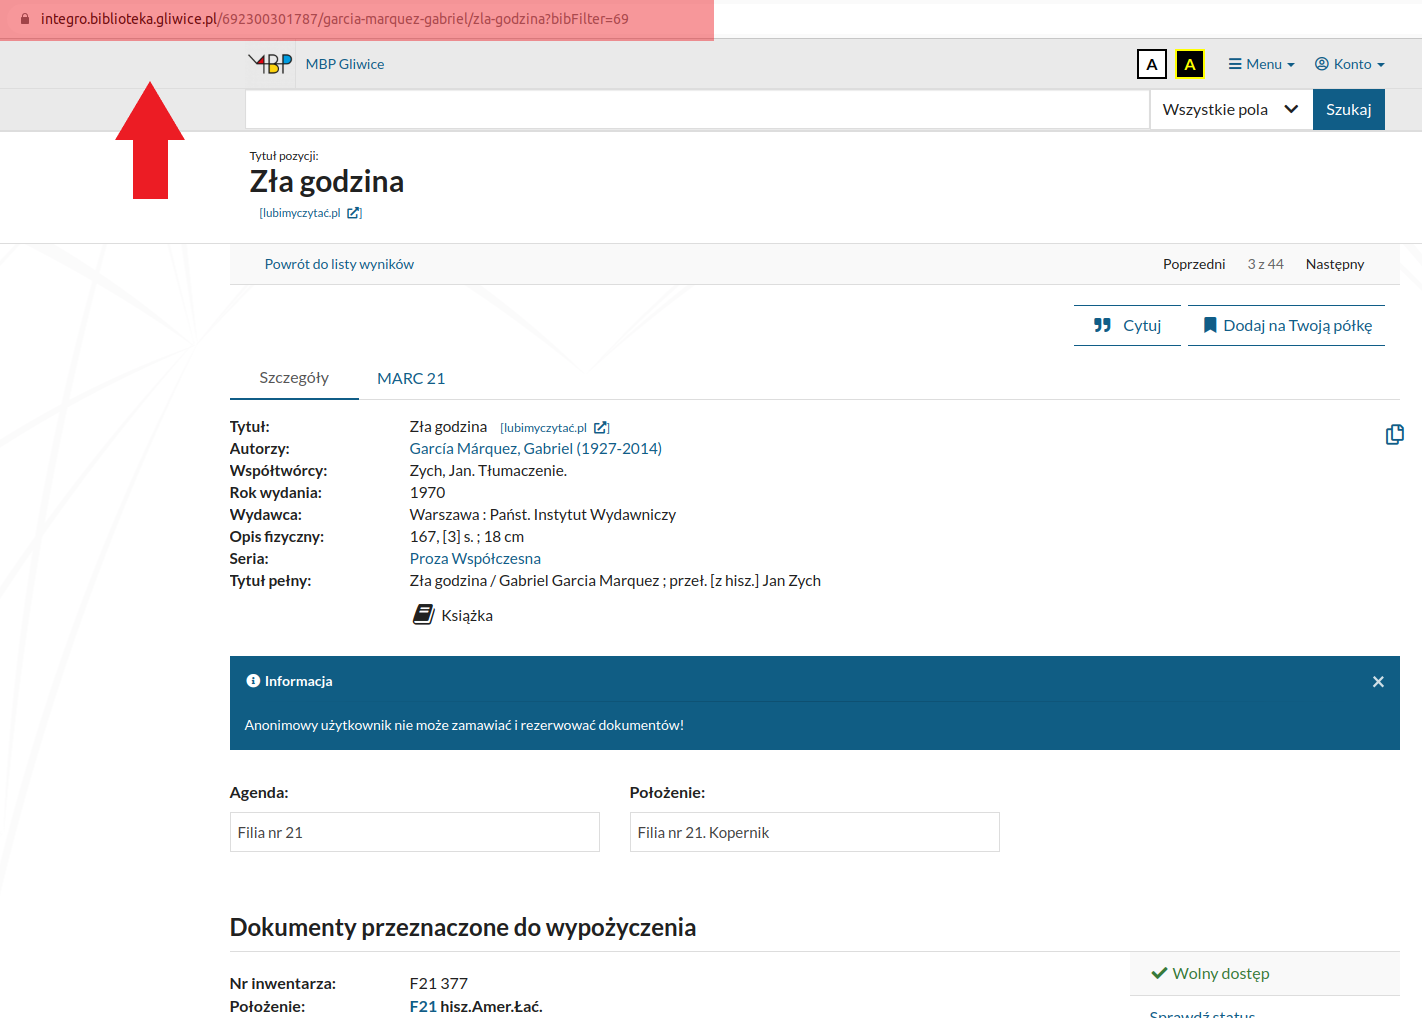 integro.biblioteka.gliwice.pl/692300301787/garcia-marquez-gabriel/zla-godzina?bibFilter=69
MBP MBP Gliwice A A Menu Konto
Wszystkie pola Szukaj
Tytuł pozycji:
Zła godzina
[lubimyczytać.pl ]
Powrót do listy wyników Poprzedni 3 z 44 Następny
Cytuj Dodaj na Twoją półkę
Szczegóły MARC 21
Tytuł: Zła godzina [lubimyczytać.pl ]
Autorzy: García Márquez, Gabriel (1927-2014)
Współtwórcy: Zych, Jan. Tłumaczenie.
Rok wydania: 1970
Wydawca: Warszawa : Państ. Instytut Wydawniczy
Opis fizyczny: 167, [3] s. ; 18 cm
Seria: Proza Współczesna
Tytuł pełny: Zła godzina / Gabriel Garcia Marquez ; przeł. [z hisz.] Jan Zych
Książka
Informacja ×
Anonimowy użytkownik nie może zamawiać i rezerwować dokumentów!
Agenda: Położenie:
Filia nr 21 Filia nr 21. Kopernik
Dokumenty przeznaczone do wypożyczenia
Wolny dostęp
Nr inwentarza: F21 377
Położenie: F21 hisz.Amer.Łać.
Sprawdź status